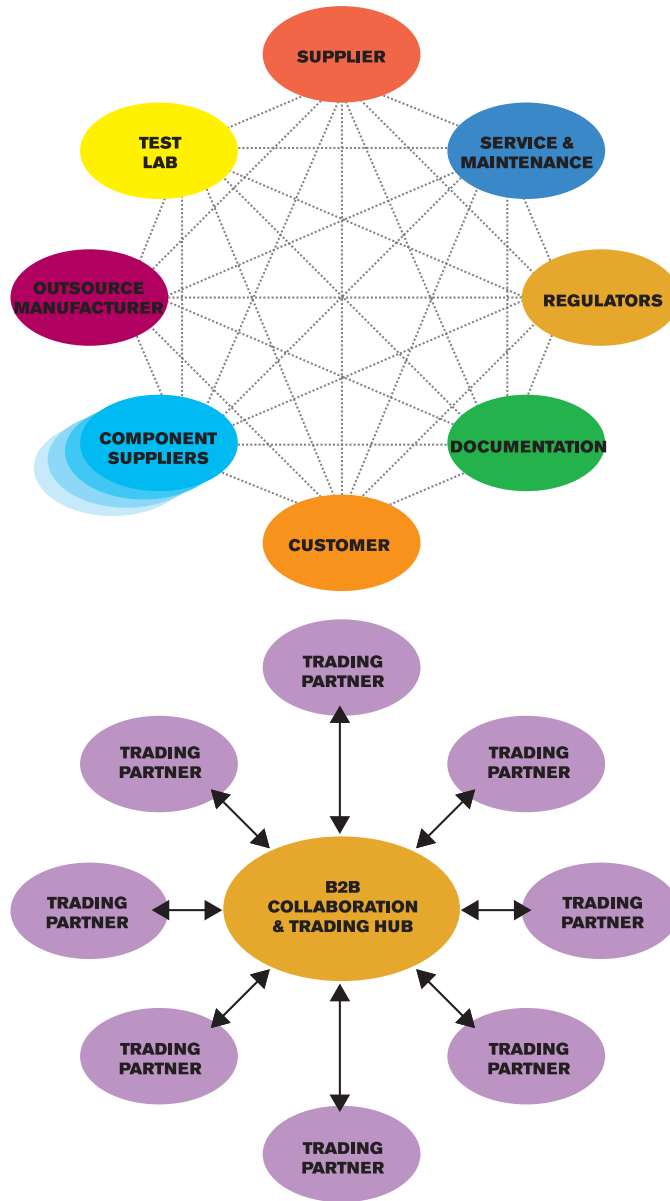 SUPPLIER
TEST
LAB
SERVICE &
MAINTENANCE
OUTSOURCE
MANUFACTURER
REGULATORS
COMPONENT
SUPPLIERS
DOCUMENTATION
CUSTOMER
TRADING
PARTNER
TRADING
PARTNER
TRADING
PARTNER
TRADING
PARTNER
B2B
COLLABORATION
& TRADING HUB
TRADING
PARTNER
TRADING
PARTNER
TRADING
PARTNER
TRADING
PARTNER